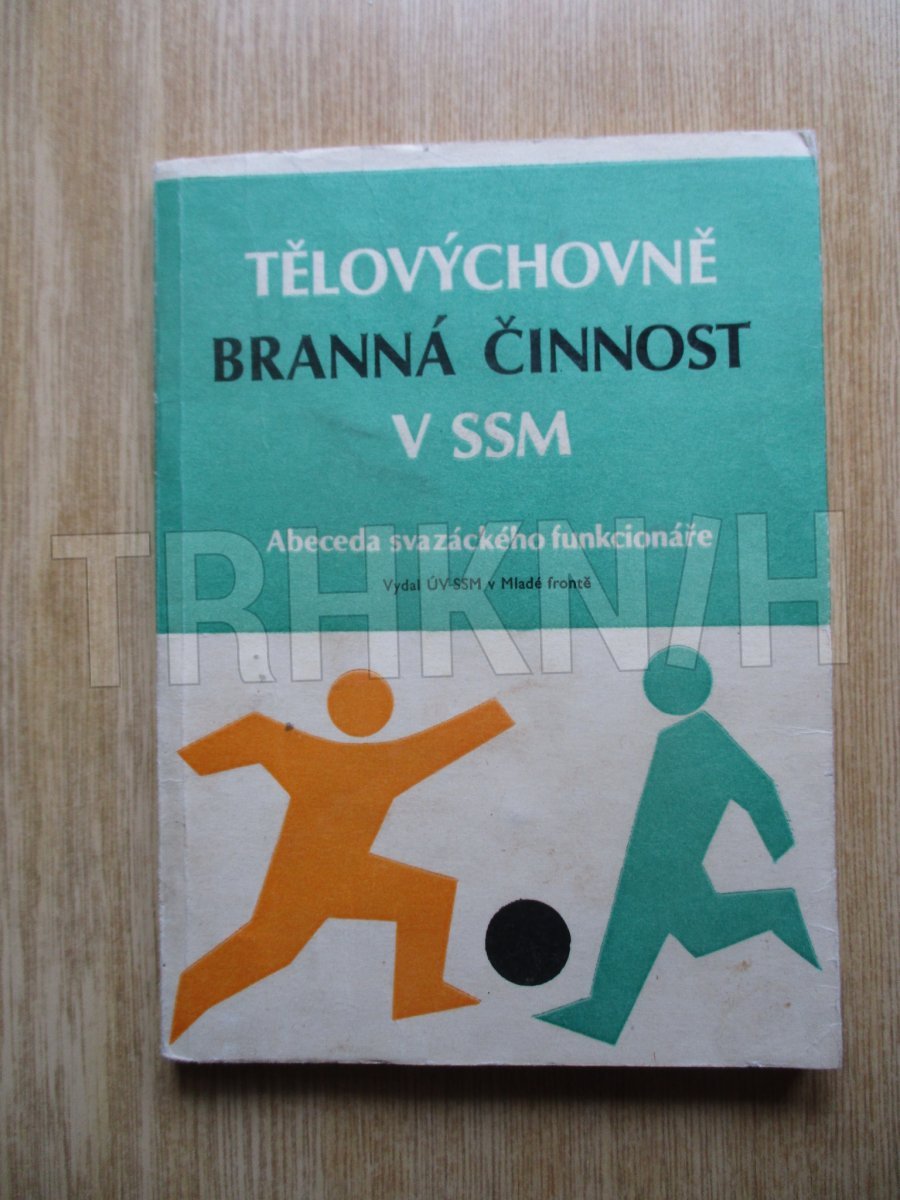 TĚLOVÝCHOVNĚ
BRANNÁ ČINNOST
V SSM
Abeceda svazáckého funkcionáře
Vydal ÚV-SSM v Mladé frontě
TRHKNIH